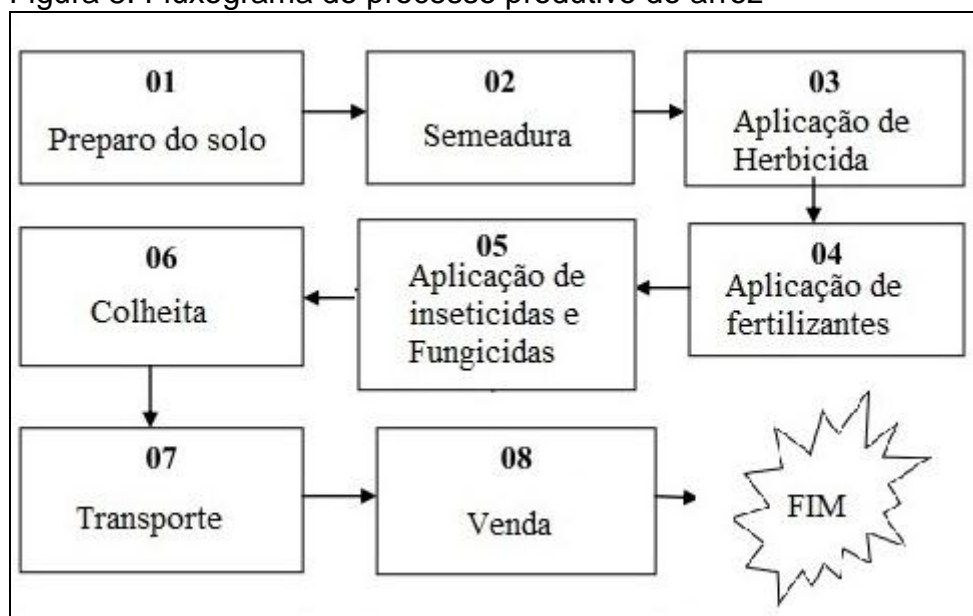 Figura 3: Fluxograma do processo produtivo do arroz
01
Preparo do solo
02
Semeadura
03
Aplicação de
Herbicida
04
Aplicação de
fertilizantes
05
Aplicação de
inseticidas e
Fungicidas
06
Colheita
07
Transporte
08
Venda
FIM